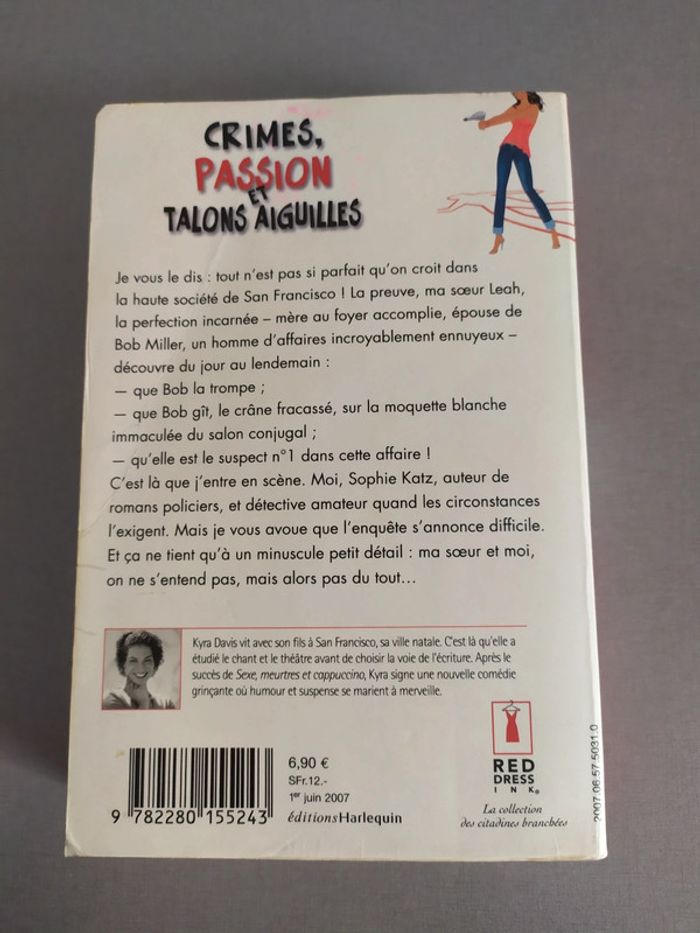 CRIMES,
PASSION
ET
TALONS AIGUILLES
Je vous le dis : tout n'est pas si parfait qu'on croit dans
la haute société de San Francisco ! La preuve, ma sœur Leah,
la perfection incarnée – mère au foyer accomplie, épouse de
Bob Miller, un homme d'affaires incroyablement ennuyeux –
découvre du jour au lendemain :
— que Bob la trompe ;
— que Bob gît, le crâne fracassé, sur la moquette blanche
immaculée du salon conjugal ;
— qu'elle est le suspect n°1 dans cette affaire !
C'est là que j'entre en scène. Moi, Sophie Katz, auteur de
romans policiers, et détective amateur quand les circonstances
l'exigent. Mais je vous avoue que l'enquête s'annonce difficile.
Et ça ne tient qu'à un minuscule petit détail : ma sœur et moi,
on ne s'entend pas, mais alors pas du tout...
Kyra Davis vit avec son fils à San Francisco, sa ville natale. C'est là qu'elle a
étudié le chant et le théâtre avant de choisir la voie de l'écriture. Après le
succès de Sexe, meurtres et cappuccino, Kyra signe une nouvelle comédie
grinçante où humour et suspense se marient à merveille.
9 782280 155243
6,90 €
SFr.12.-
1er juin 2007
éditionsHarlequin
RED
DRESS
INK®
La collection
des citadines branchées
2007.06.57.5031.0